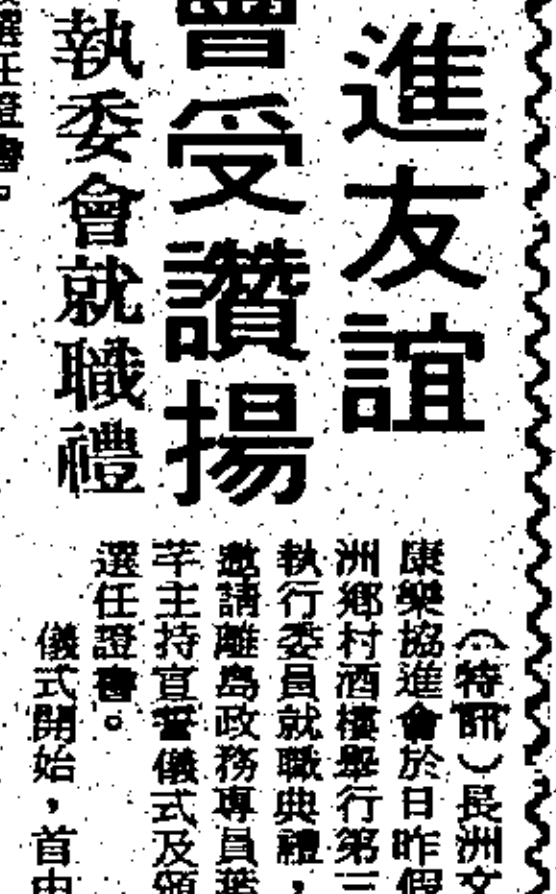 進友誼
會受讚揚
執委會就職禮
（特訊）長洲文
康樂協進會於日昨假
洲鄉村酒樓舉行第三
執行委員就職典禮，
邀請離島政務專員葉
芊主持宣誓儀式及頒
選任證書。
儀式開始，首由
選任證書。